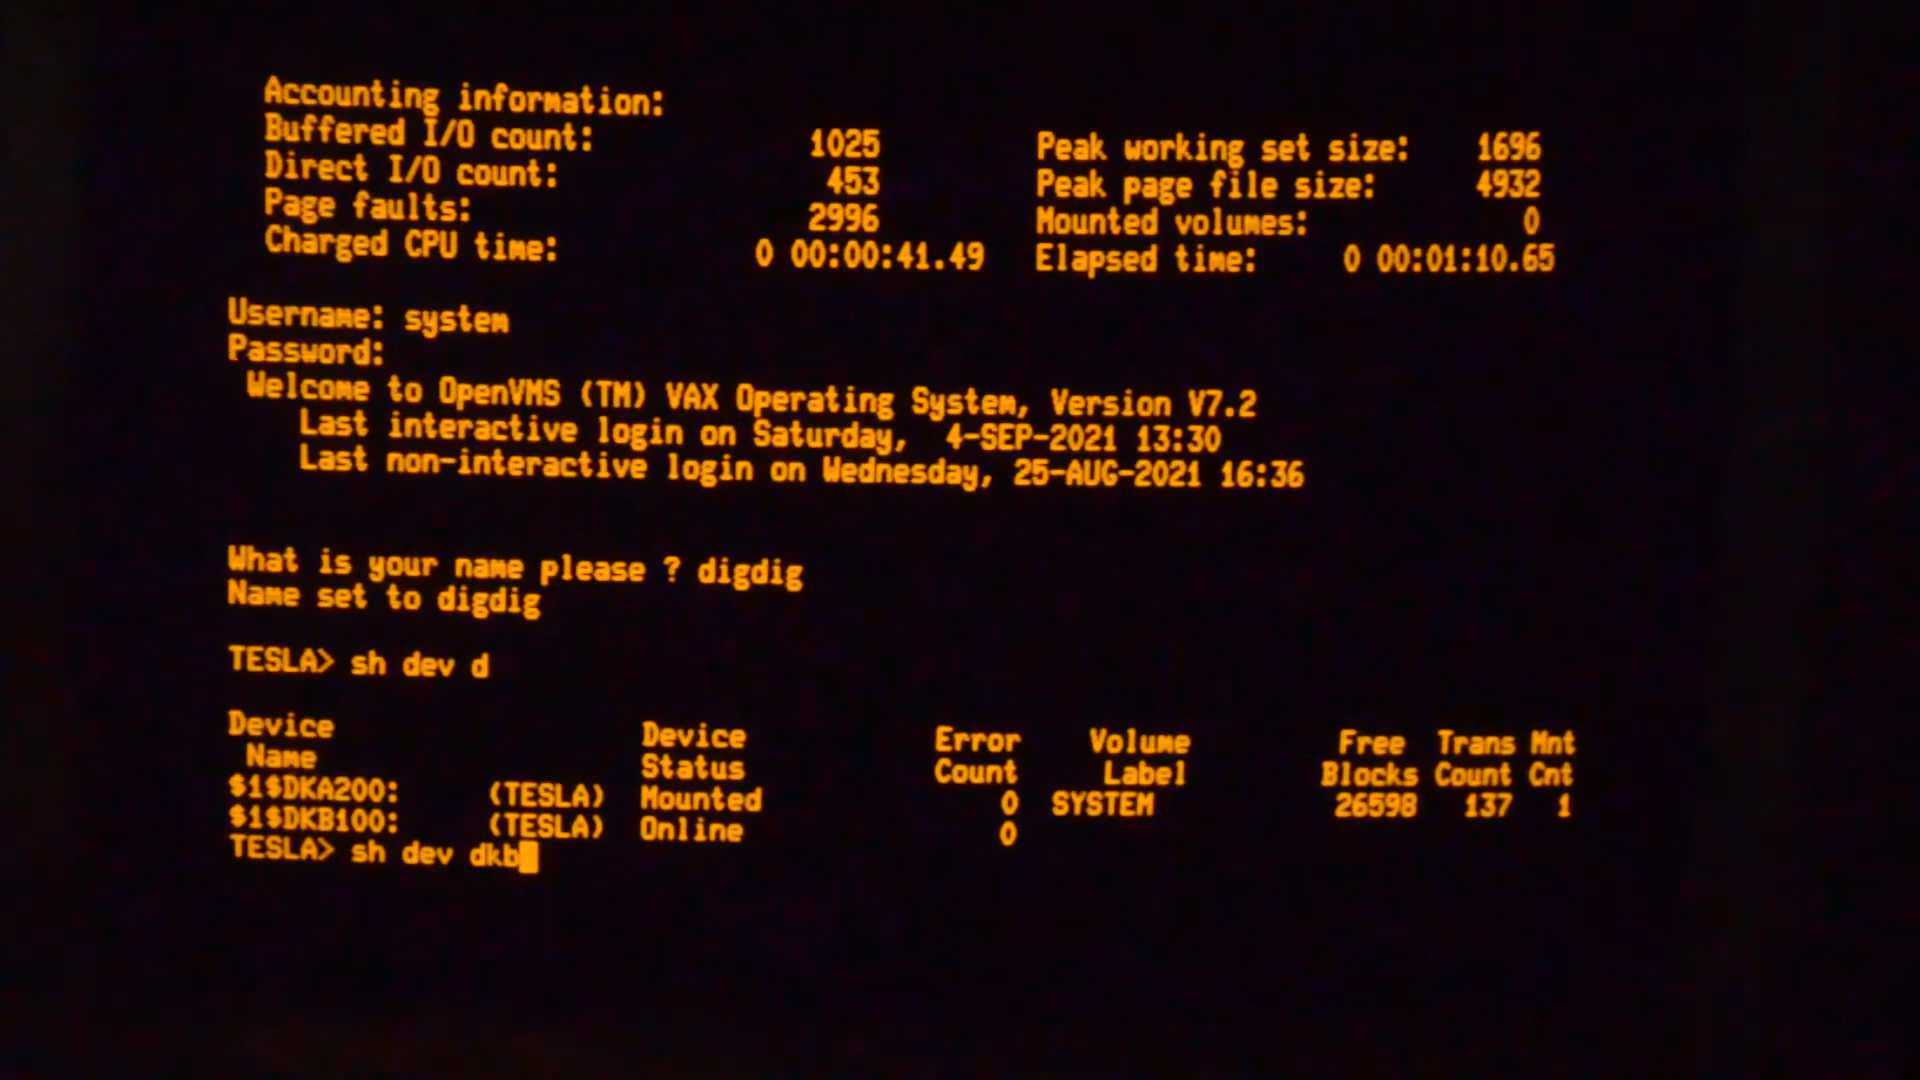 Accounting information:
Buffered I/O count: 1025 Peak working set size: 1696
Direct I/O count: 453 Peak page file size: 4932
Page faults: 2996 Mounted volumes: 0
Charged CPU time: 0 00:00:41.49 Elapsed time: 0 00:01:10.65
Username: system
Password:
Welcome to OpenVMS (TM) VAX Operating System, Version V7.2
Last interactive login on Saturday, 4-SEP-2021 13:30
Last non-interactive login on Wednesday, 25-AUG-2021 16:36
What is your name please ? digdig
Name set to digdig
TESLA> sh dev d
Device Device Error Volume Free Trans Mnt
Name Status Count Label Blocks Count Cnt
$1$DKA200: (TESLA) Mounted 0 SYSTEM 26598 137 1
$1$DKB100: (TESLA) Online 0
TESLA> sh dev dkb